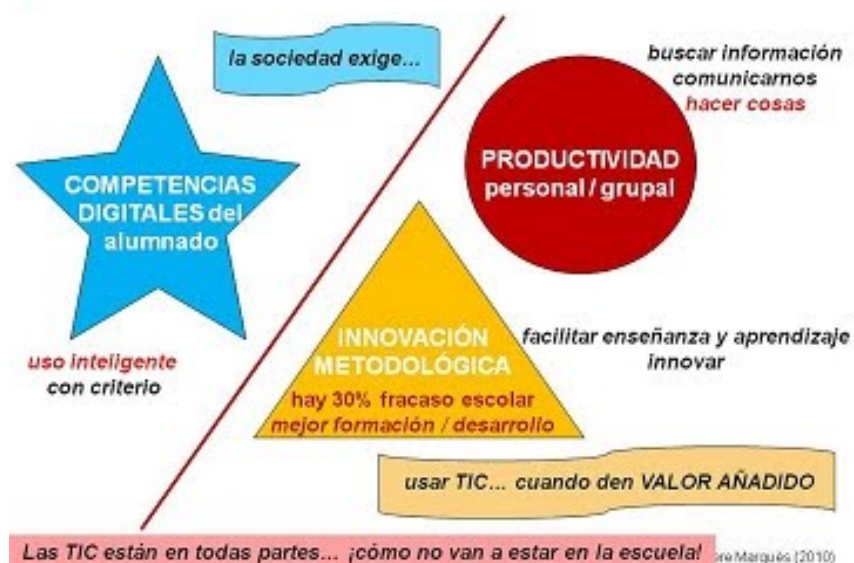 la sociedad exige...
COMPETENCIAS
DIGITALES del
alumnado
uso inteligente
con criterio
PRODUCTIVIDAD
personal / grupal
buscar información
comunicarnos
hacer cosas
INNOVACIÓN
METODOLÓGICA
hay 30% fracaso escolar
mejor formación / desarrollo
facilitar enseñanza y aprendizaje
innovar
usar TIC... cuando den VALOR AÑADIDO
Las TIC están en todas partes... ¡cómo no van a estar en la escuela!
ere Marquès (2010)